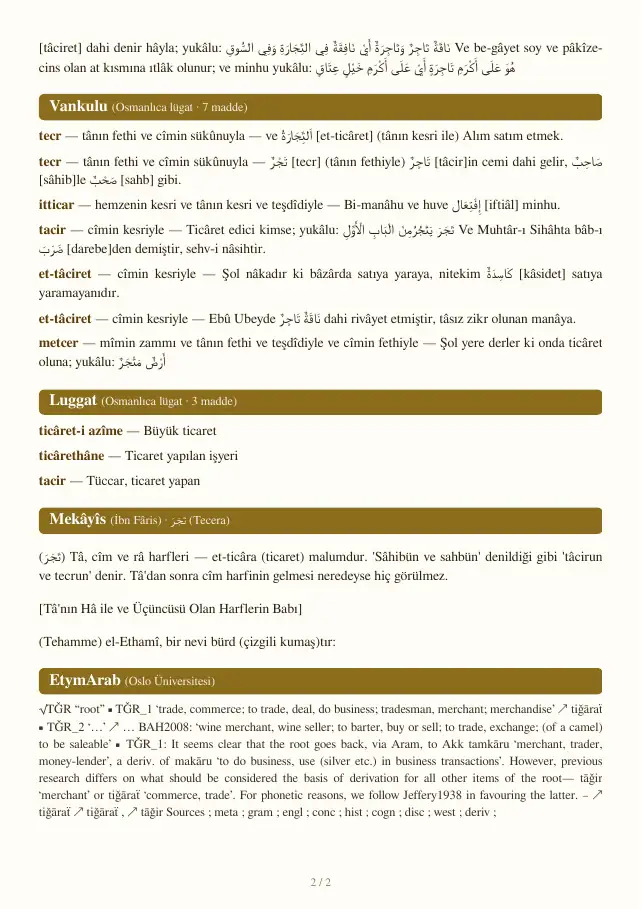 [tâciret] dahi denir hâyla; yukâlu: نَاقَةٌ تَاجِرٌ وَتَاجِرَةٌ أَيْ نَافِقَةٌ فِي التِّجَارَةِ وَفِي السُّوقِ Ve be-gâyet soy ve pâkîze-
cins olan at kısmına ıtlâk olunur; ve minhu yukâlu: هُوَ عَلَى أَكْرَمِ تَاجِرَةٍ أَيْ عَلَى أَكْرَمِ خَيْلٍ عِتَاقٍ
Vankulu (Osmanlıca lügat · 7 madde)
tecr — tânın fethi ve cîmin sükûnuyla — ve اَلتِّجَارَةُ [et-ticâret] (tânın kesri ile) Alım satım etmek.
tecr — tânın fethi ve cîmin sükûnuyla — تَجْرٌ [tecr] (tânın fethiyle) تَاجِرٌ [tâcir]in cemi dahi gelir, صَاحِبٌ
[sâhib]le صَحْبٌ [sahb] gibi.
itticar — hemzenin kesri ve tânın kesri ve teşdîdiyle — Bi-manâhu ve huve إِفْتِعَالٌ [iftiâl] minhu.
tacir — cîmin kesriyle — Ticâret edici kimse; yukâlu: تَجَرَ يَتْجُرُمِنَ الْبَابِ الْأَوَّلِ Ve Muhtâr-ı Sihâhta bâb-ı
ضَرَبَ [darebe]den demiştir, sehv-i nâsihtir.
et-tâciret — cîmin kesriyle — Şol nâkadır ki bâzârda satıya yaraya, nitekim كَاسِدَةٌ [kâsidet] satıya
yaramayanıdır.
et-tâciret — cîmin kesriyle — Ebû Ubeyde نَاقَةٌ تَاجِرٌ dahi rivâyet etmiştir, tâsız zikr olunan manâya.
metcer — mîmin zammı ve tânın fethi ve teşdîdiyle ve cîmin fethiyle — Şol yere derler ki onda ticâret
oluna; yukâlu: أَرْضٌ مَتْجَرٌ
Luggat (Osmanlıca lügat · 3 madde)
ticâret-i azîme — Büyük ticaret
ticârethâne — Ticaret yapılan işyeri
tacir — Tüccar, ticaret yapan
Mekâyîs (İbn Fâris) · تَجَرَ (Tecera)
(تَجَرَ) Tâ, cîm ve râ harfleri — et-ticâra (ticaret) malumdur. 'Sâhibün ve sahbün' denildiği gibi 'tâcirun
ve tecrun' denir. Tâ'dan sonra cîm harfinin gelmesi neredeyse hiç görülmez.
[Tâ'nın Hâ ile ve Üçüncüsü Olan Harflerin Babı]
(Tehamme) el-Ethamî, bir nevi bürd (çizgili kumaş)tır:
EtymArab (Oslo Üniversitesi)
√TǦR “root” ▪ TǦR_1 ‘trade, commerce; to trade, deal, do business; tradesman, merchant; merchandise’ ↗ tiǧāraẗ
▪ TǦR_2 ‘…’ ↗ … BAH2008: ‘wine merchant, wine seller; to barter, buy or sell; to trade, exchange; (of a camel)
to be saleable’ ▪ TǦR_1: It seems clear that the root goes back, via Aram, to Akk tamkāru ‘merchant, trader,
money-lender’, a deriv. of makāru ‘to do business, use (silver etc.) in business transactions’. However, previous
research differs on what should be considered the basis of derivation for all other items of the root— tāǧir
‘merchant’ or tiǧāraẗ ‘commerce, trade’. For phonetic reasons, we follow Jeffery1938 in favouring the latter. – ↗
tiǧāraẗ ↗ tiǧāraẗ , ↗ tāǧir Sources ; meta ; gram ; engl ; conc ; hist ; cogn ; disc ; west ; deriv ;
2 / 2